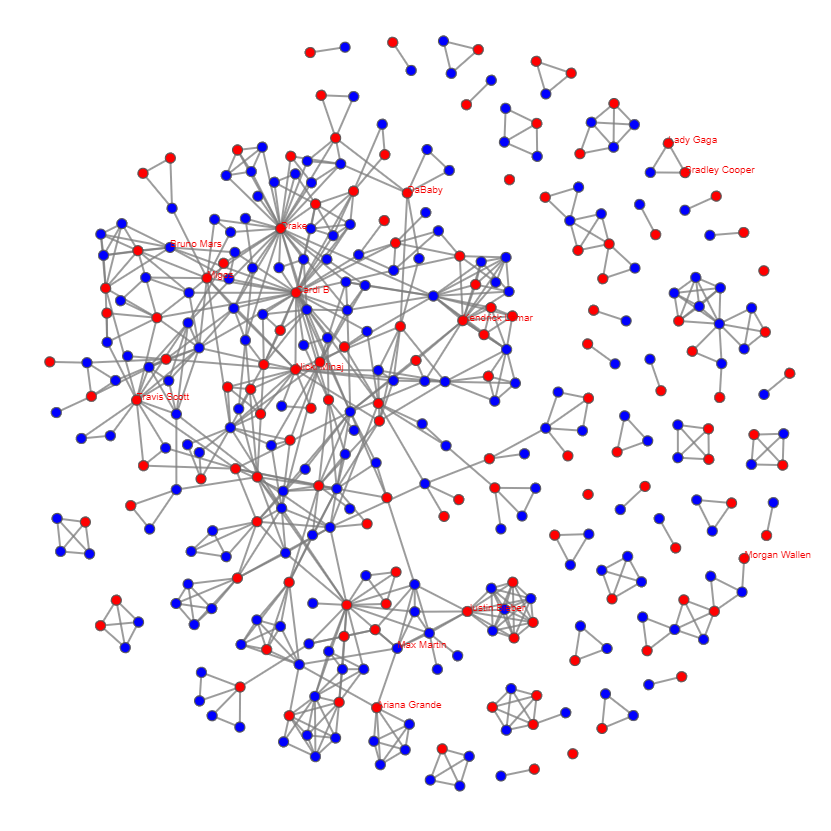 Lady Gaga
Bradley Cooper
DaBaby
Drake
Bruno Mars
Migos
Cardi B
Kendrick Lamar
Nicki Minaj
Travis Scott
Morgan Wallen
Justin Bieber
Max Martin
Ariana Grande